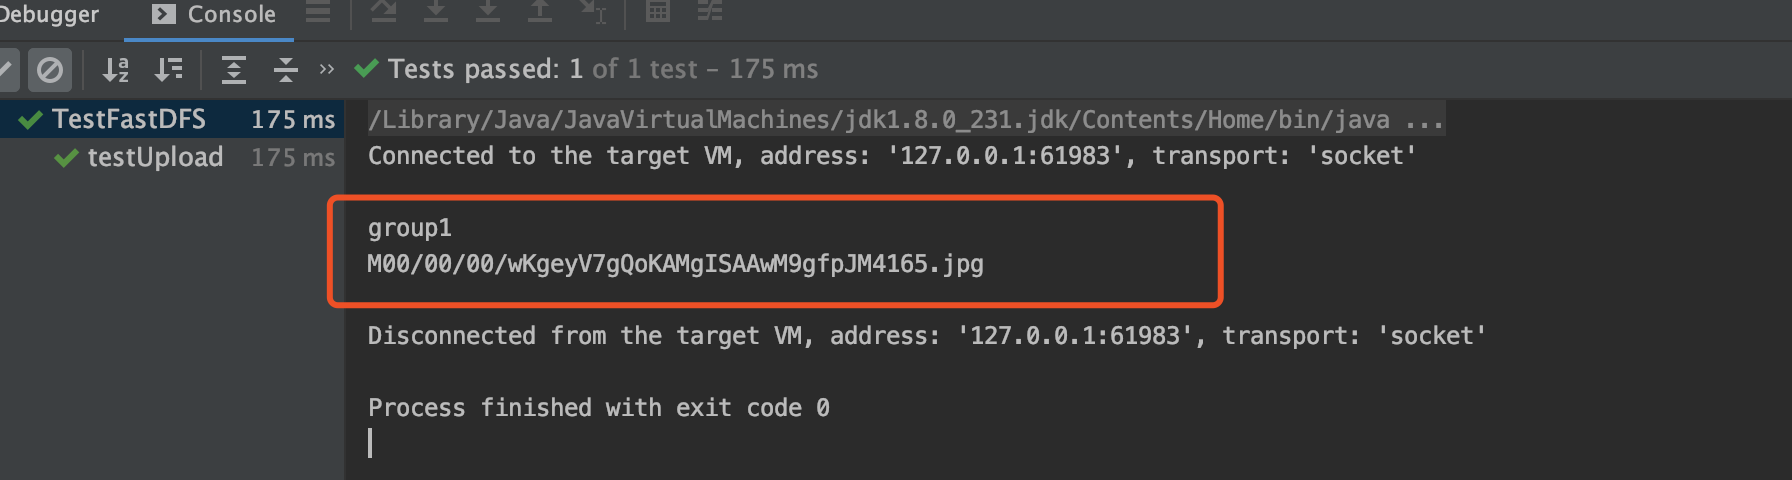 Debugger
Console
Tests passed: 1 of 1 test – 175 ms
TestFastDFS 175 ms
testUpload 175 ms
/Library/Java/JavaVirtualMachines/jdk1.8.0_231.jdk/Contents/Home/bin/java ...
Connected to the target VM, address: '127.0.0.1:61983', transport: 'socket'
group1
M00/00/00/wKgeyV7gQoKAMgISAAwM9gfpJM4165.jpg
Disconnected from the target VM, address: '127.0.0.1:61983', transport: 'socket'
Process finished with exit code 0